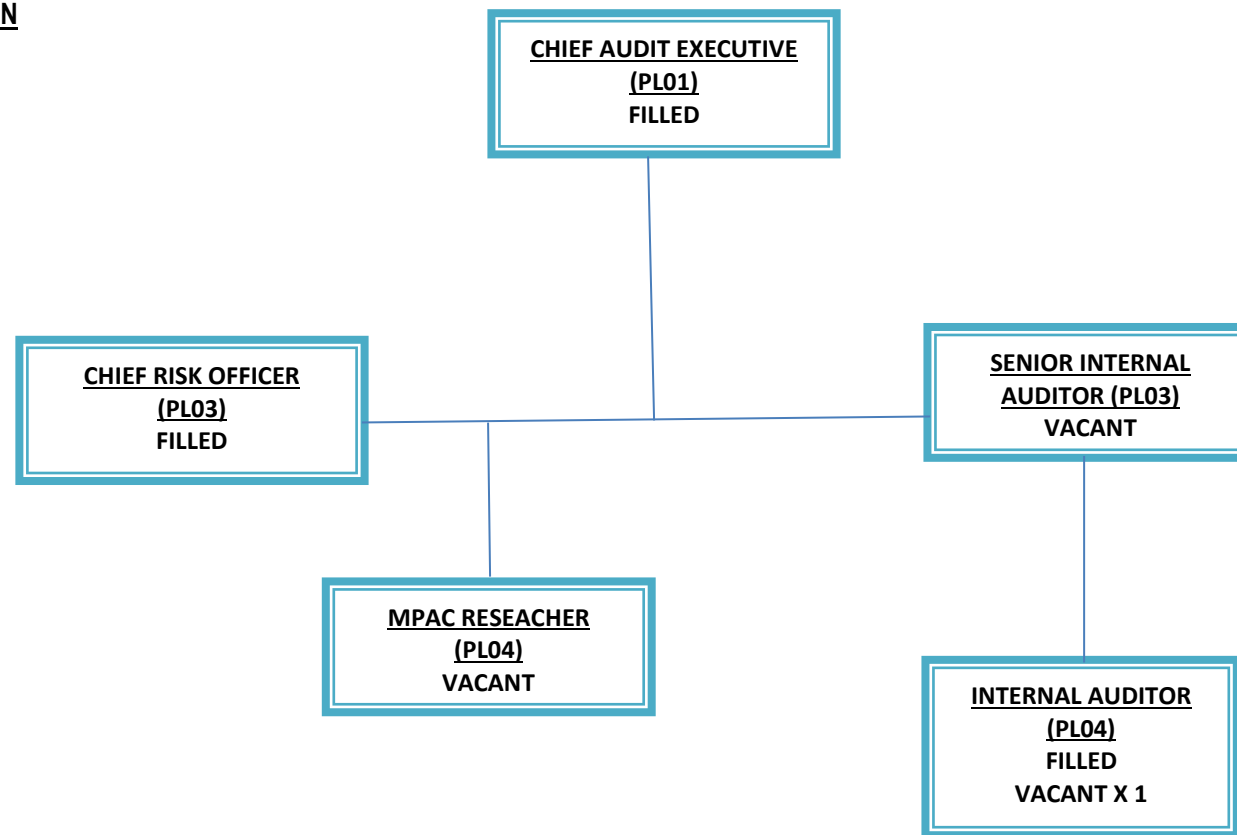 N
CHIEF AUDIT EXECUTIVE
(PL01)
FILLED
CHIEF RISK OFFICER
(PL03)
FILLED
SENIOR INTERNAL
AUDITOR (PL03)
VACANT
MPAC RESEACHER
(PL04)
VACANT
INTERNAL AUDITOR
(PL04)
FILLED
VACANT X 1